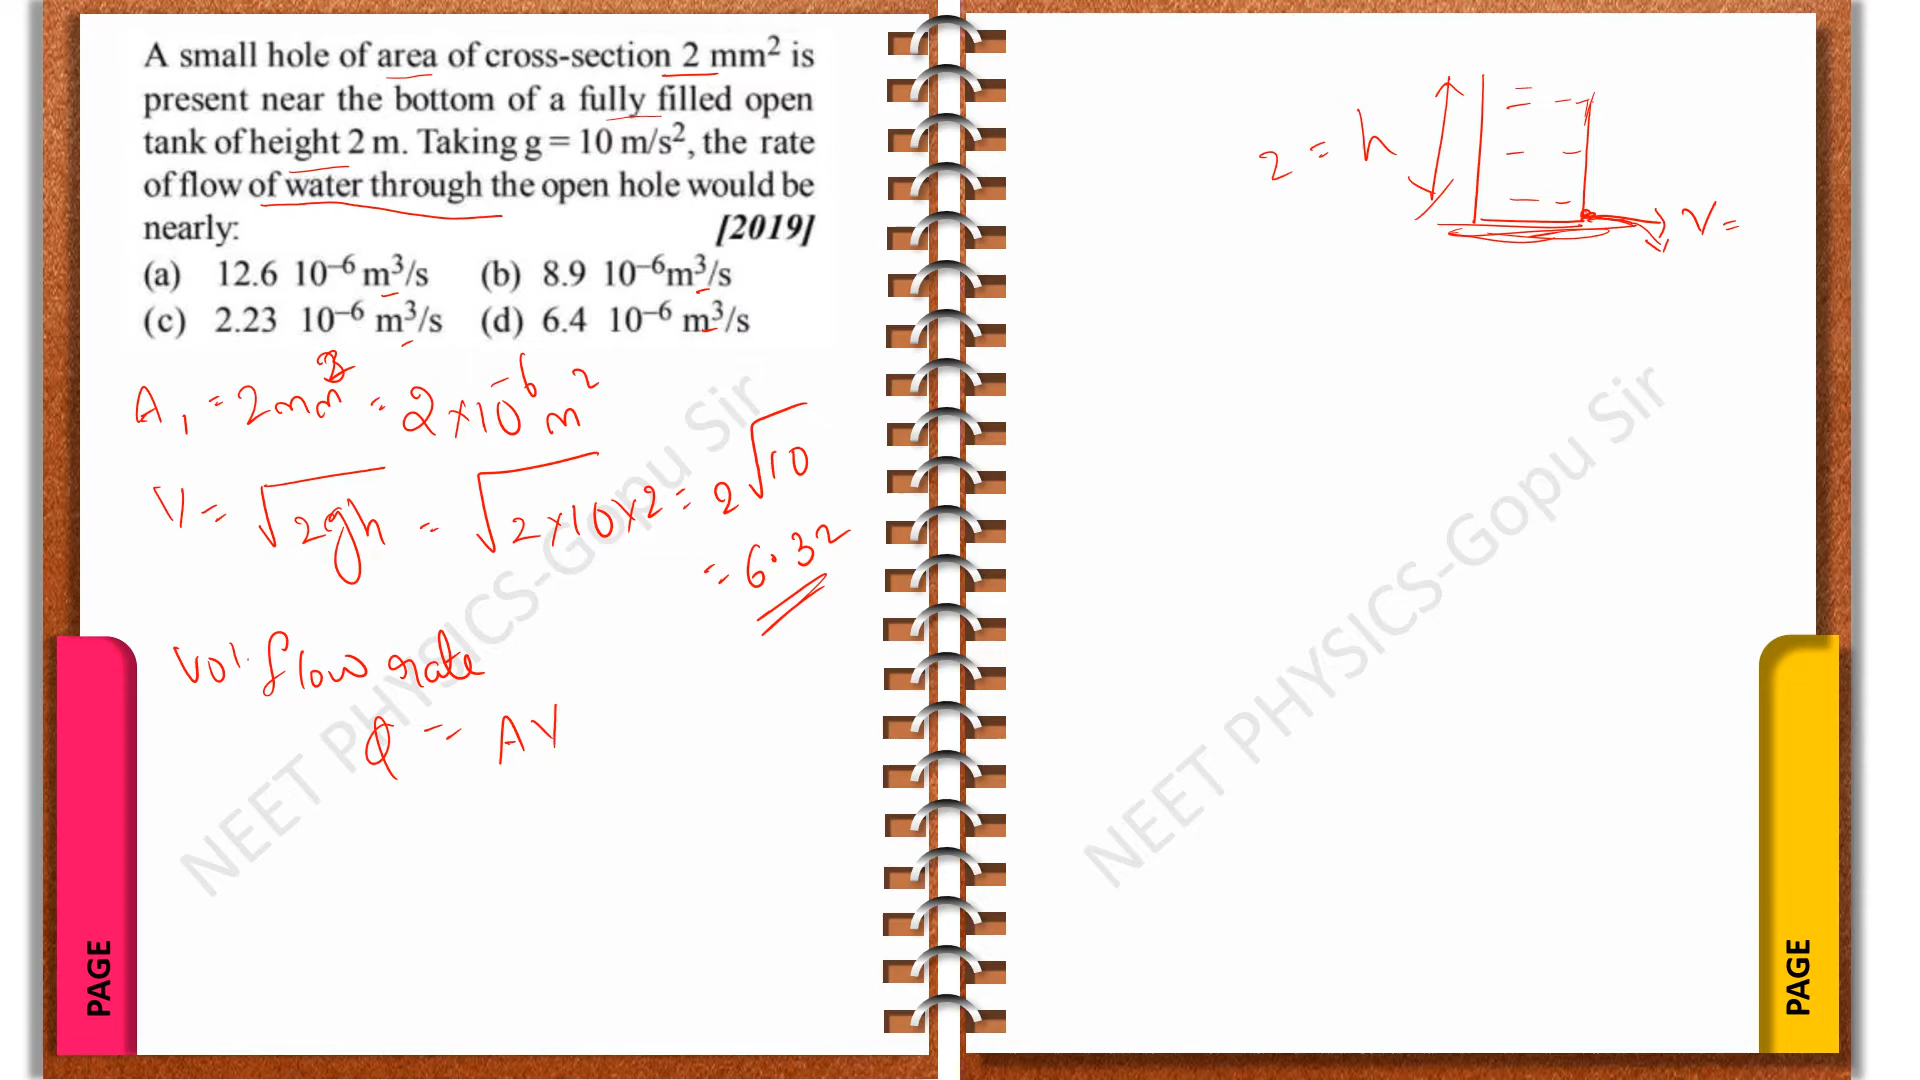 A small hole of area of cross-section 2 mm² is
present near the bottom of a fully filled open
tank of height 2 m. Taking g = 10 m/s², the rate
of flow of water through the open hole would be
nearly: [2019]
(a) 12.6 10⁻⁶ m³/s (b) 8.9 10⁻⁶m³/s
(c) 2.23 10⁻⁶ m³/s (d) 6.4 10⁻⁶ m³/s
A₁ = 2mm² = 2×10⁻⁶ m²
V = √2gh = √2×10×2 = 2√10
= 6.32
Vol. flow rate
Q = AV
NEET PHYSICS-Gopu Sir
PAGE
2 = h
V =
NEET PHYSICS-Gopu Sir
PAGE